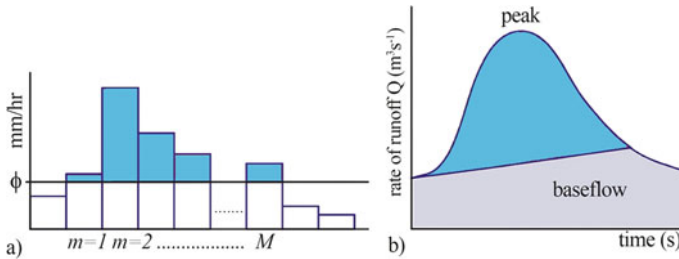 mm/hr
ϕ
m=1 m=2 ..................... M
.......
a)
rate of runoff Q (m³s⁻¹)
peak
baseflow
b)
time (s)